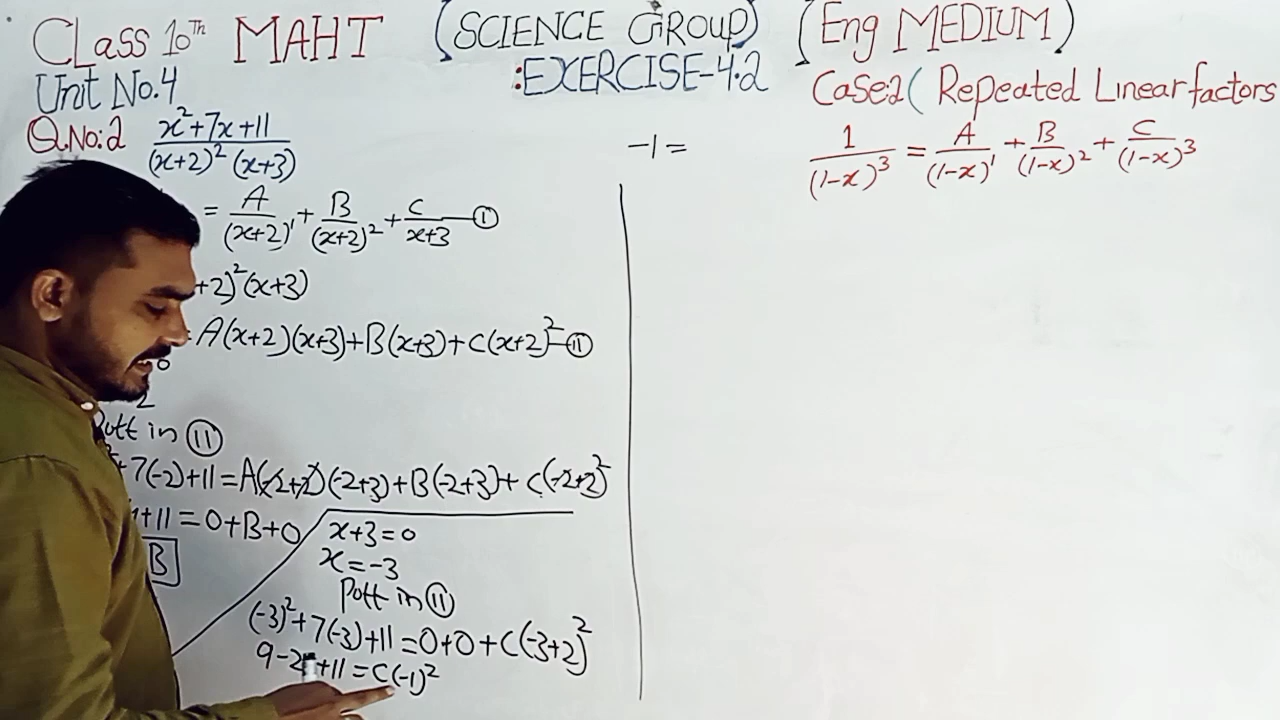 CLass 10th MAHT (SCIENCE GROUP) (Eng MEDIUM)
Unit No.4 :EXERCISE-4.2 Case:2( Repeated Linear factors
Q.No:2 x²+7x+11 / (x+2)² (x+3)
-1=
1/(1-x)³ = A/(1-x)¹ + B/(1-x)² + C/(1-x)³
= A/(x+2)¹ + B/(x+2)² + C/x+3 — ①
+2)²(x+3)
A(x+2)(x+3)+B(x+3)+C(x+2)² — ⑪
2
Putt in ⑪
+7(-2)+11=A(-2+2)(-2+3)+B(-2+3)+C(-2+2)²
+11=0+B+0
B
x+3=0
x=-3
Putt in ⑪
(-3)²+7(-3)+11=0+0+C(-3+2)²
+11=C(-1)²